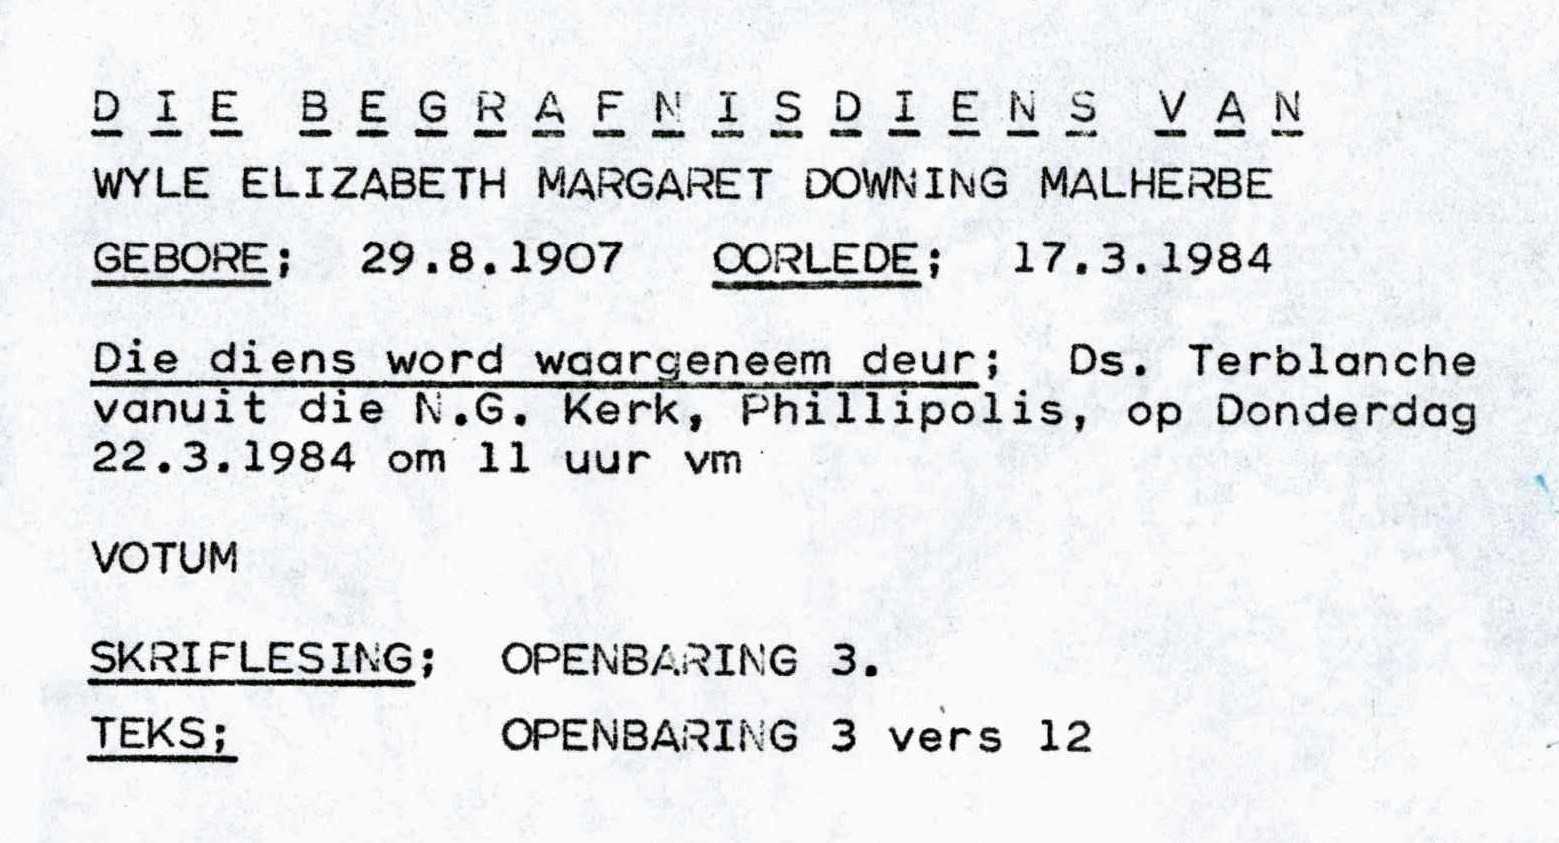 D I E B E G R A F N I S D I E N S V A N
WYLE ELIZABETH MARGARET DOWNING MALHERBE
GEBORE; 29.8.1907 OORLEDE; 17.3.1984
Die diens word waargeneem deur; Ds. Terblanche
vanuit die N.G. Kerk, Phillipolis, op Donderdag
22.3.1984 om 11 uur vm
VOTUM
SKRIFLESING; OPENBARING 3.
TEKS; OPENBARING 3 vers 12